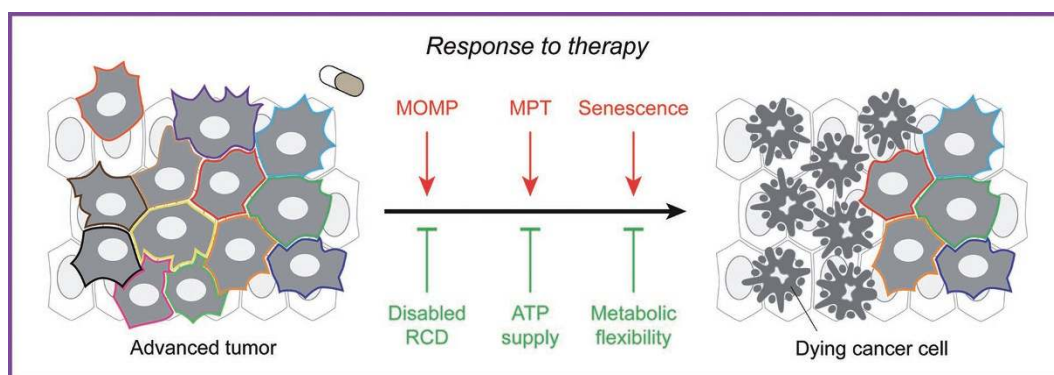 Response to therapy
MOMP MPT Senescence
Disabled RCD
ATP supply
Metabolic flexibility
Advanced tumor
Dying cancer cell